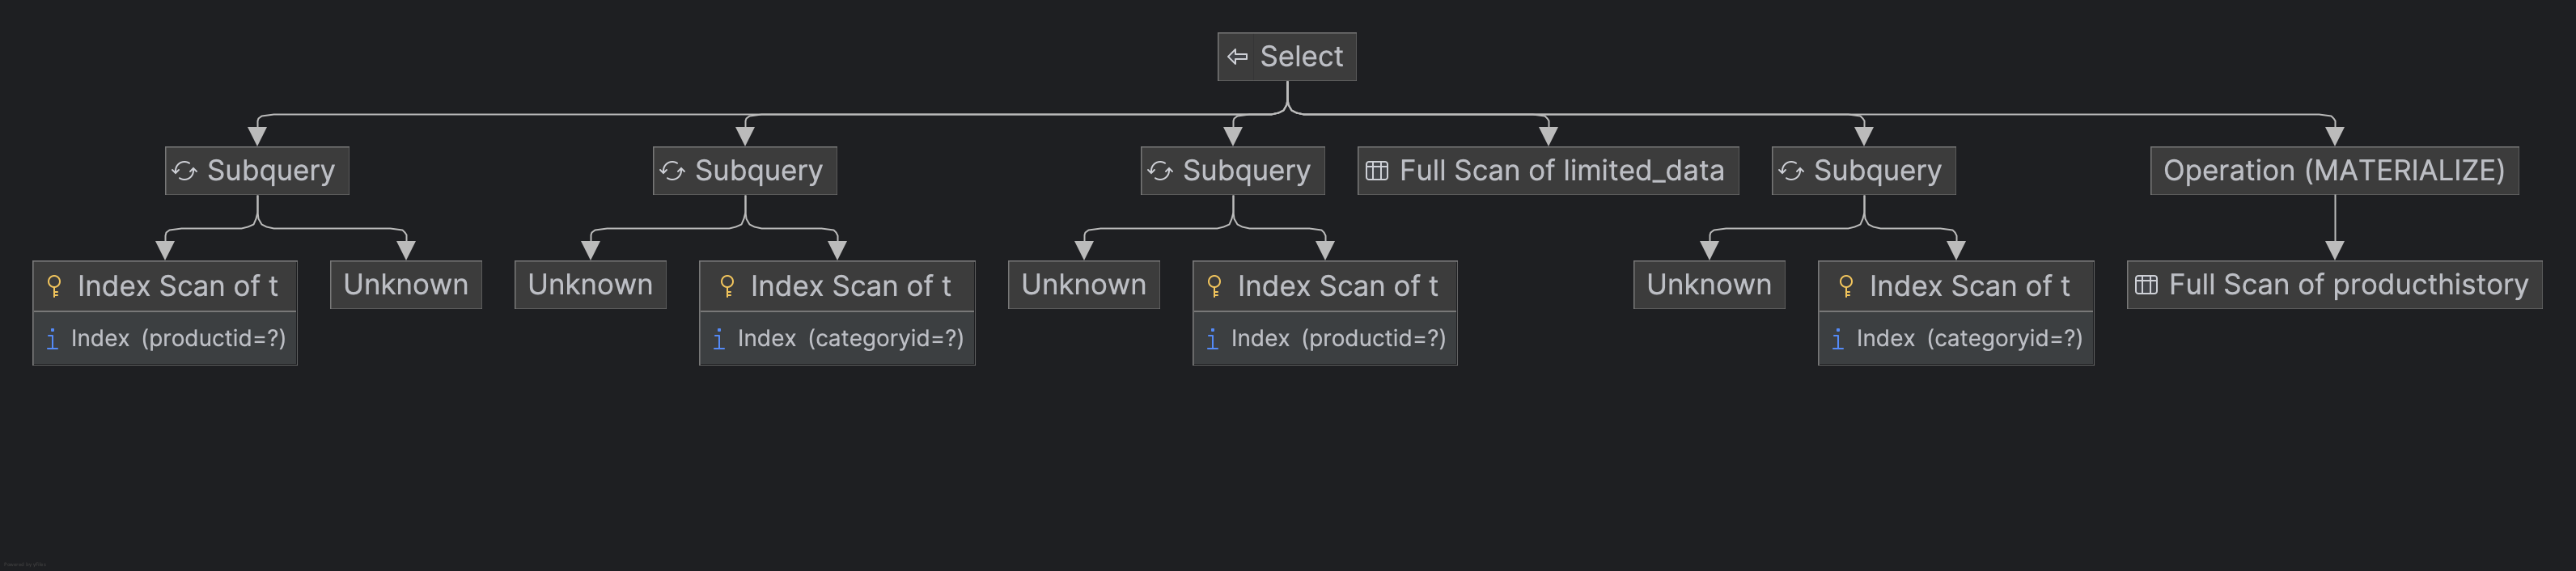 Select
Subquery
Subquery
Subquery
Full Scan of limited_data
Subquery
Operation (MATERIALIZE)
Index Scan of t
Index (productid=?)
Unknown
Unknown
Index Scan of t
Index (categoryid=?)
Unknown
Index Scan of t
Index (productid=?)
Unknown
Index Scan of t
Index (categoryid=?)
Full Scan of producthistory